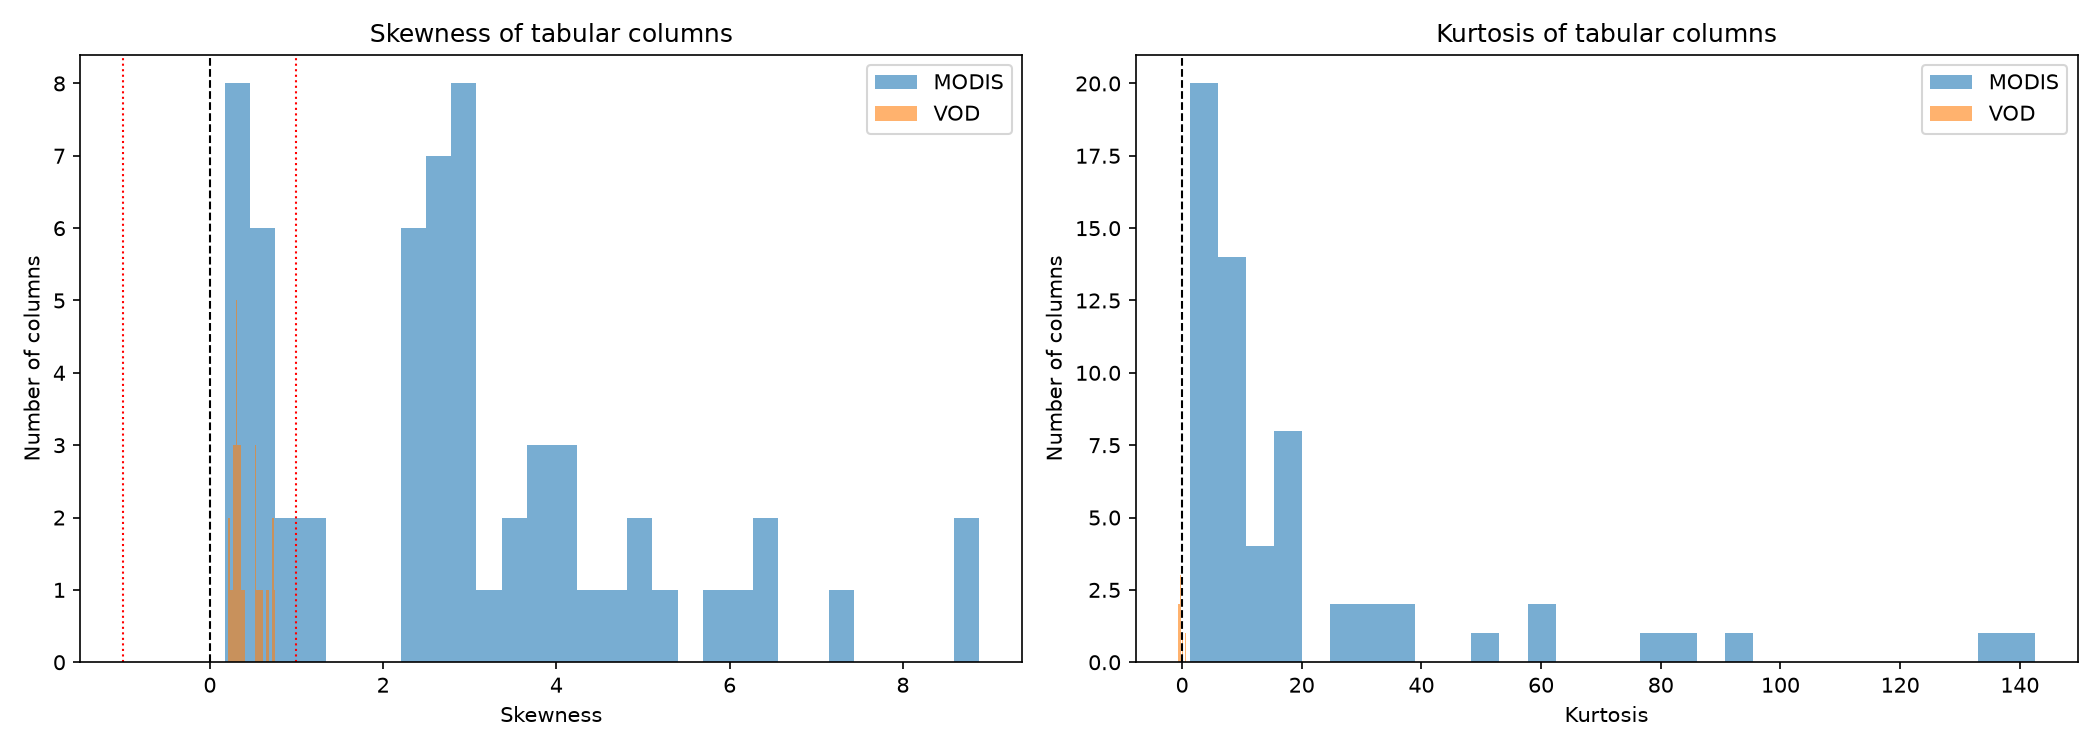 Skewness of tabular columns
Number of columns
8
7
6
5
4
3
2
1
0
0 2 4 6 8
Skewness
MODIS
VOD
Kurtosis of tabular columns
Number of columns
20.0
17.5
15.0
12.5
10.0
7.5
5.0
2.5
0.0
0 20 40 60 80 100 120 140
Kurtosis
MODIS
VOD